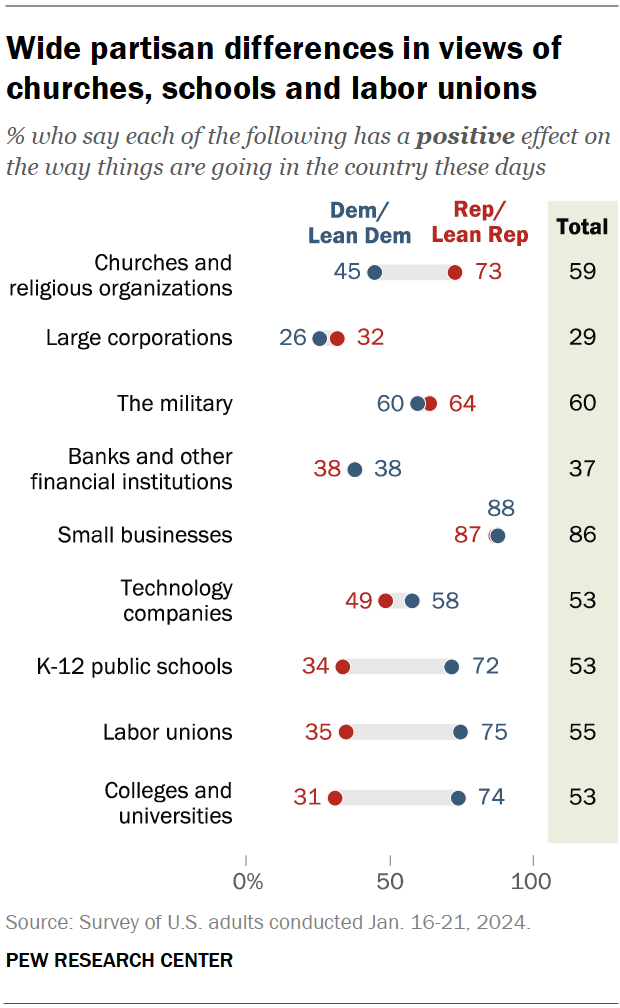 Wide partisan differences in views of
churches, schools and labor unions
% who say each of the following has a positive effect on
the way things are going in the country these days
Dem/
Lean Dem
Rep/
Lean Rep
Total
Churches and
religious organizations
45 73 59
Large corporations 26 32 29
The military 60 64 60
Banks and other
financial institutions
38 38 37
88
Small businesses 87 86
Technology
companies
49 58 53
K-12 public schools 34 72 53
Labor unions 35 75 55
Colleges and
universities
31 74 53
0% 50 100
Source: Survey of U.S. adults conducted Jan. 16-21, 2024.
PEW RESEARCH CENTER